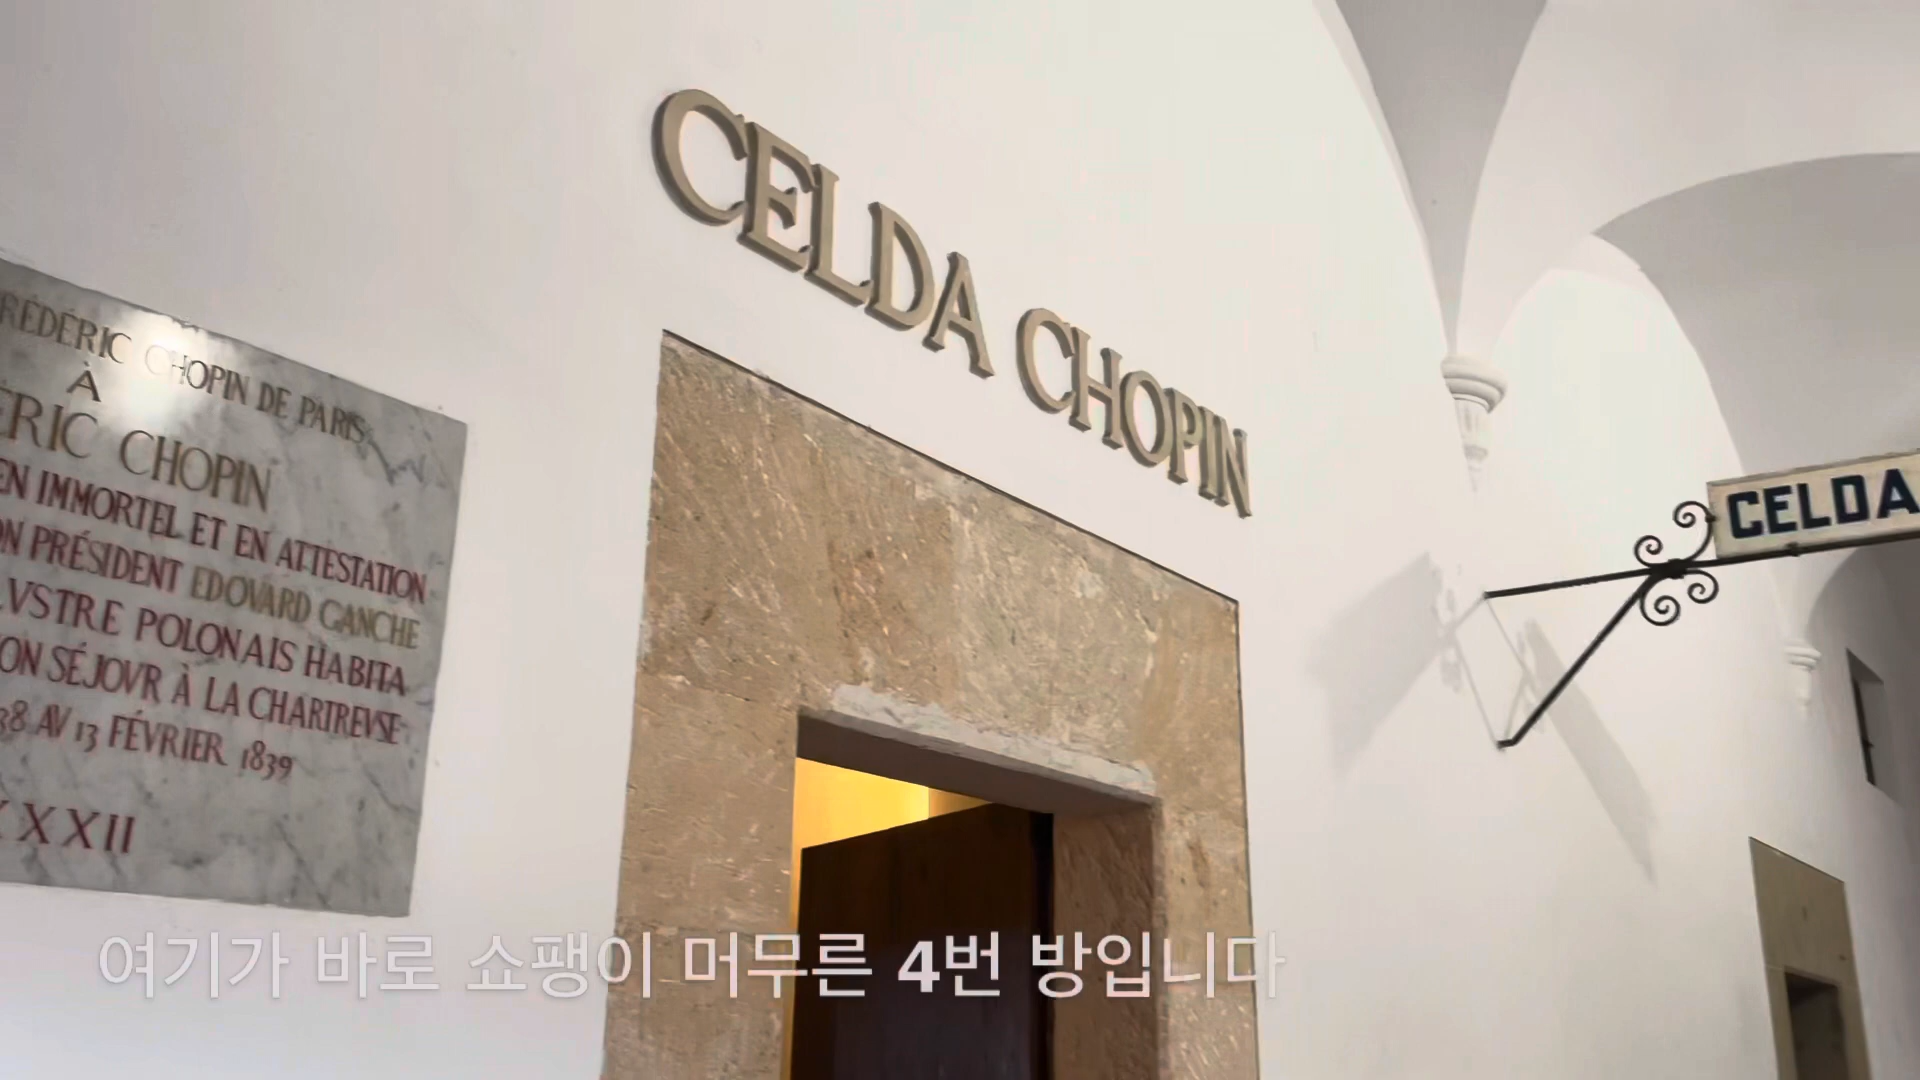 RÉDÉRIC CHOPIN DE PARIS
À
ÉRIC CHOPIN
EN IMMORTEL ET EN ATTESTATION
ON PRÉSIDENT EDOVARD GANCHE
LVSTRE POLONAIS HABITA
ON SÉJOVR À LA CHARTREVSE
38 AV 13 FÉVRIER 1839
XXXII
CELDA CHOPIN
CELDA
여기가 바로 쇼팽이 머무른 4번 방입니다